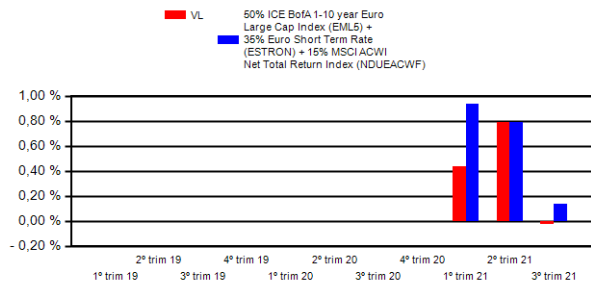 VL
50% ICE BofA 1-10 year Euro
Large Cap Index (EML5) +
35% Euro Short Term Rate
(ESTRON) + 15% MSCI ACWI
Net Total Return Index (NDUEACWF)
1,00 %
0,80 %
0,60 %
0,40 %
0,20 %
0,00 %
- 0,20 %
2º trim 19
4º trim 19
2º trim 20
4º trim 20
2º trim 21
1º trim 19
3º trim 19
1º trim 20
3º trim 20
1º trim 21
3º trim 21